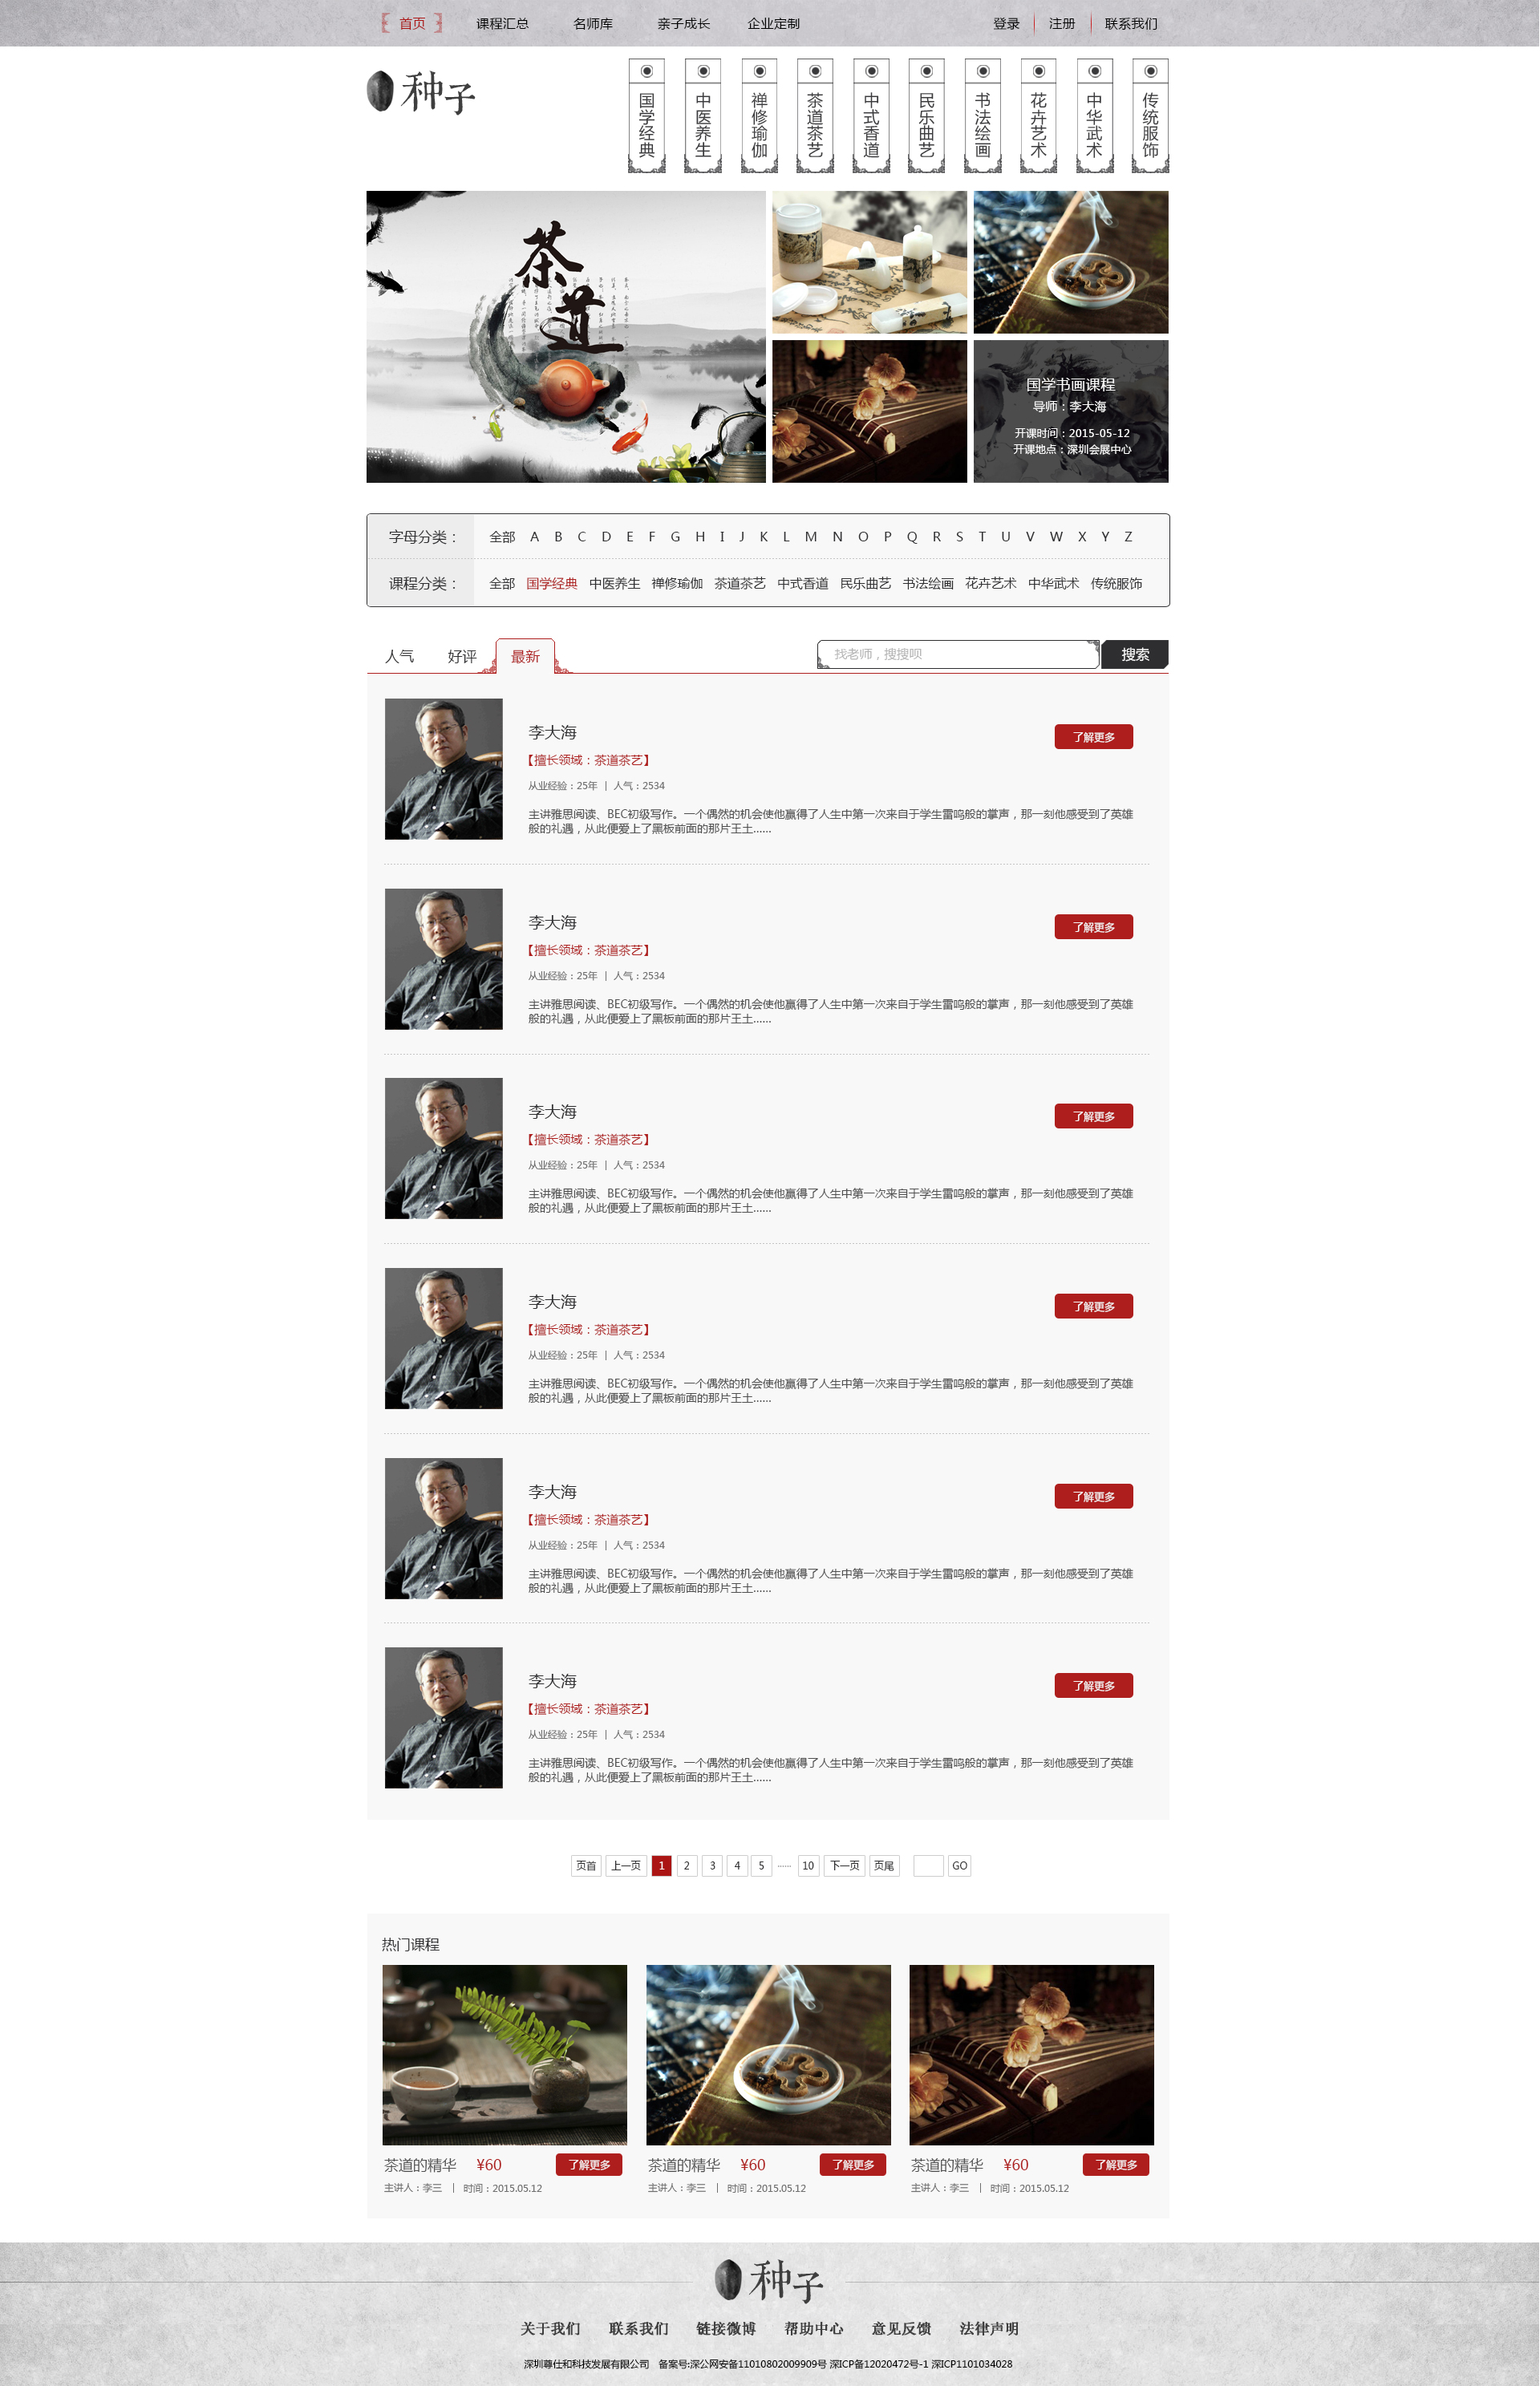 首页 课程汇总 名师库 亲子成长 企业定制 登录 注册 联系我们
种子
国学经典 中医养生 禅修瑜伽 茶道茶艺 中式香道 民乐曲艺 书法绘画 花卉艺术 中华武术 传统服饰
茶道
国学书画课程
导师：李大海
开课时间：2015-05-12
开课地点：深圳会展中心
字母分类： 全部 A B C D E F G H I J K L M N O P Q R S T U V W X Y Z
课程分类： 全部 国学经典 中医养生 禅修瑜伽 茶道茶艺 中式香道 民乐曲艺 书法绘画 花卉艺术 中华武术 传统服饰
人气 好评 最新 找老师，搜搜呗 搜索
李大海 了解更多
【擅长领域：茶道茶艺】
从业经验：25年 | 人气：2534
主讲雅思阅读、BEC初级写作。一个偶然的机会使他赢得了人生中第一次来自于学生雷鸣般的掌声，那一刻他感受到了英雄
般的礼遇，从此便爱上了黑板前面的那片王土......
李大海 了解更多
【擅长领域：茶道茶艺】
从业经验：25年 | 人气：2534
主讲雅思阅读、BEC初级写作。一个偶然的机会使他赢得了人生中第一次来自于学生雷鸣般的掌声，那一刻他感受到了英雄
般的礼遇，从此便爱上了黑板前面的那片王土......
李大海 了解更多
【擅长领域：茶道茶艺】
从业经验：25年 | 人气：2534
主讲雅思阅读、BEC初级写作。一个偶然的机会使他赢得了人生中第一次来自于学生雷鸣般的掌声，那一刻他感受到了英雄
般的礼遇，从此便爱上了黑板前面的那片王土......
李大海 了解更多
【擅长领域：茶道茶艺】
从业经验：25年 | 人气：2534
主讲雅思阅读、BEC初级写作。一个偶然的机会使他赢得了人生中第一次来自于学生雷鸣般的掌声，那一刻他感受到了英雄
般的礼遇，从此便爱上了黑板前面的那片王土......
李大海 了解更多
【擅长领域：茶道茶艺】
从业经验：25年 | 人气：2534
主讲雅思阅读、BEC初级写作。一个偶然的机会使他赢得了人生中第一次来自于学生雷鸣般的掌声，那一刻他感受到了英雄
般的礼遇，从此便爱上了黑板前面的那片王土......
李大海 了解更多
【擅长领域：茶道茶艺】
从业经验：25年 | 人气：2534
主讲雅思阅读、BEC初级写作。一个偶然的机会使他赢得了人生中第一次来自于学生雷鸣般的掌声，那一刻他感受到了英雄
般的礼遇，从此便爱上了黑板前面的那片王土......
页首 上一页 1 2 3 4 5 ...... 10 下一页 页尾 GO
热门课程
茶道的精华 ¥60 了解更多 茶道的精华 ¥60 了解更多 茶道的精华 ¥60 了解更多
主讲人：李三 | 时间：2015.05.12 主讲人：李三 | 时间：2015.05.12 主讲人：李三 | 时间：2015.05.12
种子
关于我们 联系我们 链接微博 帮助中心 意见反馈 法律声明
深圳尊仕和科技发展有限公司 备案号:深公网安备11010802009909号 深ICP备12020472号-1 深ICP1101034028